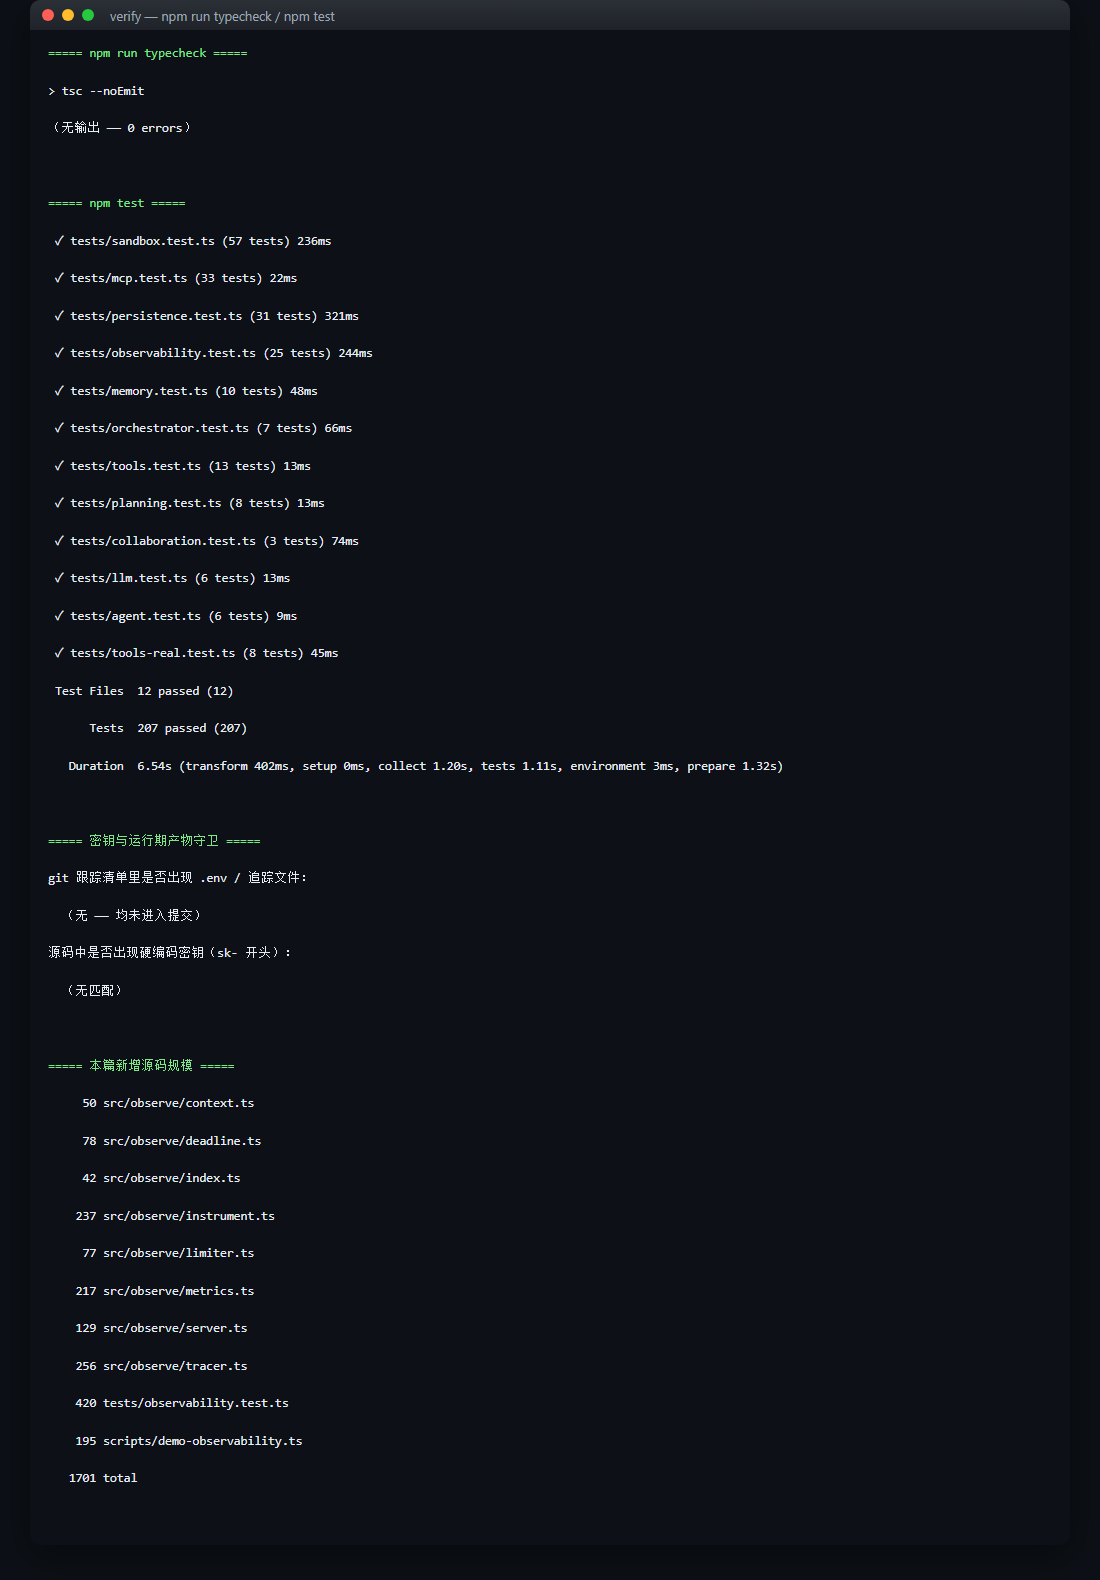 verify — npm run typecheck / npm test
===== npm run typecheck =====
> tsc --noEmit
（无输出 —— 0 errors）
===== npm test =====
✓ tests/sandbox.test.ts (57 tests) 236ms
✓ tests/mcp.test.ts (33 tests) 22ms
✓ tests/persistence.test.ts (31 tests) 321ms
✓ tests/observability.test.ts (25 tests) 244ms
✓ tests/memory.test.ts (10 tests) 48ms
✓ tests/orchestrator.test.ts (7 tests) 66ms
✓ tests/tools.test.ts (13 tests) 13ms
✓ tests/planning.test.ts (8 tests) 13ms
✓ tests/collaboration.test.ts (3 tests) 74ms
✓ tests/llm.test.ts (6 tests) 13ms
✓ tests/agent.test.ts (6 tests) 9ms
✓ tests/tools-real.test.ts (8 tests) 45ms
Test Files  12 passed (12)
Tests  207 passed (207)
Duration  6.54s (transform 402ms, setup 0ms, collect 1.20s, tests 1.11s, environment 3ms, prepare 1.32s)
===== 密钥与运行期产物守卫 =====
git 跟踪清单里是否出现 .env / 追踪文件：
（无 —— 均未进入提交）
源码中是否出现硬编码密钥（sk- 开头）：
（无匹配）
===== 本篇新增源码规模 =====
50 src/observe/context.ts
78 src/observe/deadline.ts
42 src/observe/index.ts
237 src/observe/instrument.ts
77 src/observe/limiter.ts
217 src/observe/metrics.ts
129 src/observe/server.ts
256 src/observe/tracer.ts
420 tests/observability.test.ts
195 scripts/demo-observability.ts
1701 total